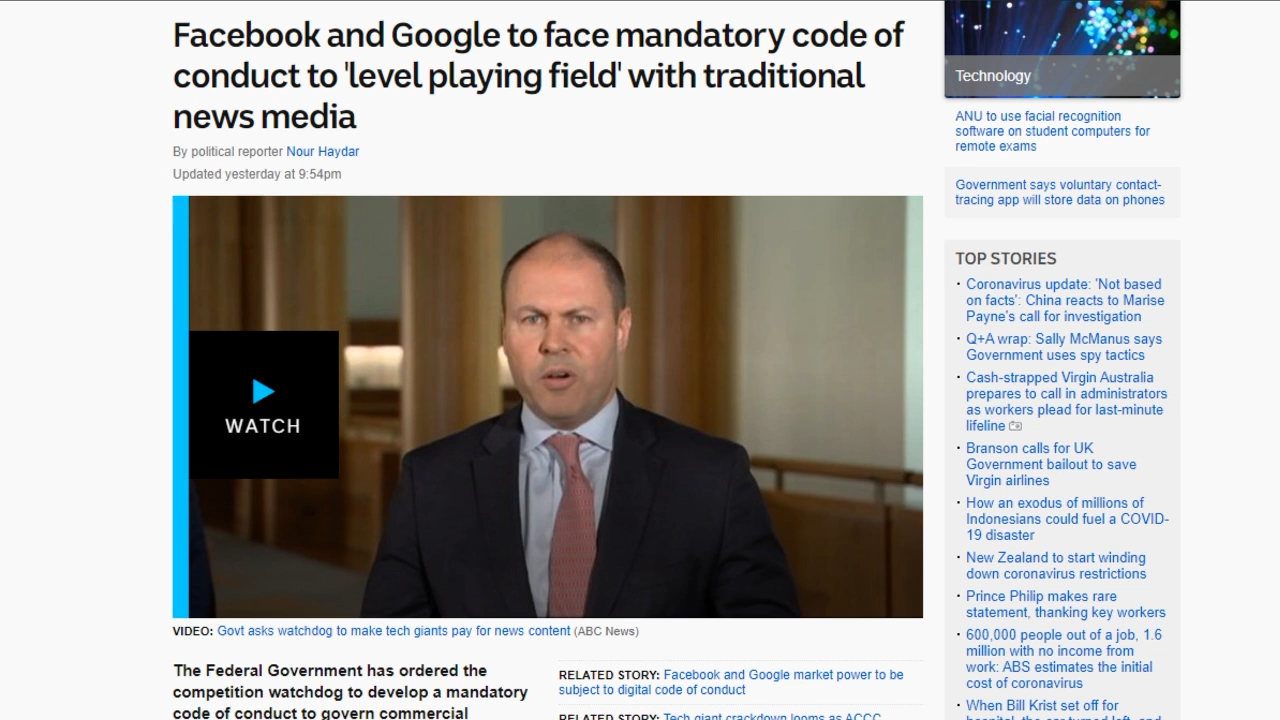 Facebook and Google to face mandatory code of
conduct to 'level playing field' with traditional
news media
By political reporter Nour Haydar
Updated yesterday at 9:54pm
WATCH
VIDEO: Govt asks watchdog to make tech giants pay for news content (ABC News)
The Federal Government has ordered the
competition watchdog to develop a mandatory
code of conduct to govern commercial
RELATED STORY: Facebook and Google market power to be
subject to digital code of conduct
RELATED STORY: Tech giant crackdown looms as ACCC
Technology
ANU to use facial recognition
software on student computers for
remote exams
Government says voluntary contact-
tracing app will store data on phones
TOP STORIES
Coronavirus update: 'Not based
on facts': China reacts to Marise
Payne's call for investigation
Q+A wrap: Sally McManus says
Government uses spy tactics
Cash-strapped Virgin Australia
prepares to call in administrators
as workers plead for last-minute
lifeline
Branson calls for UK
Government bailout to save
Virgin airlines
How an exodus of millions of
Indonesians could fuel a COVID-
19 disaster
New Zealand to start winding
down coronavirus restrictions
Prince Philip makes rare
statement, thanking key workers
600,000 people out of a job, 1.6
million with no income from
work: ABS estimates the initial
cost of coronavirus
When Bill Krist set off for
hospital, the car turned left, and